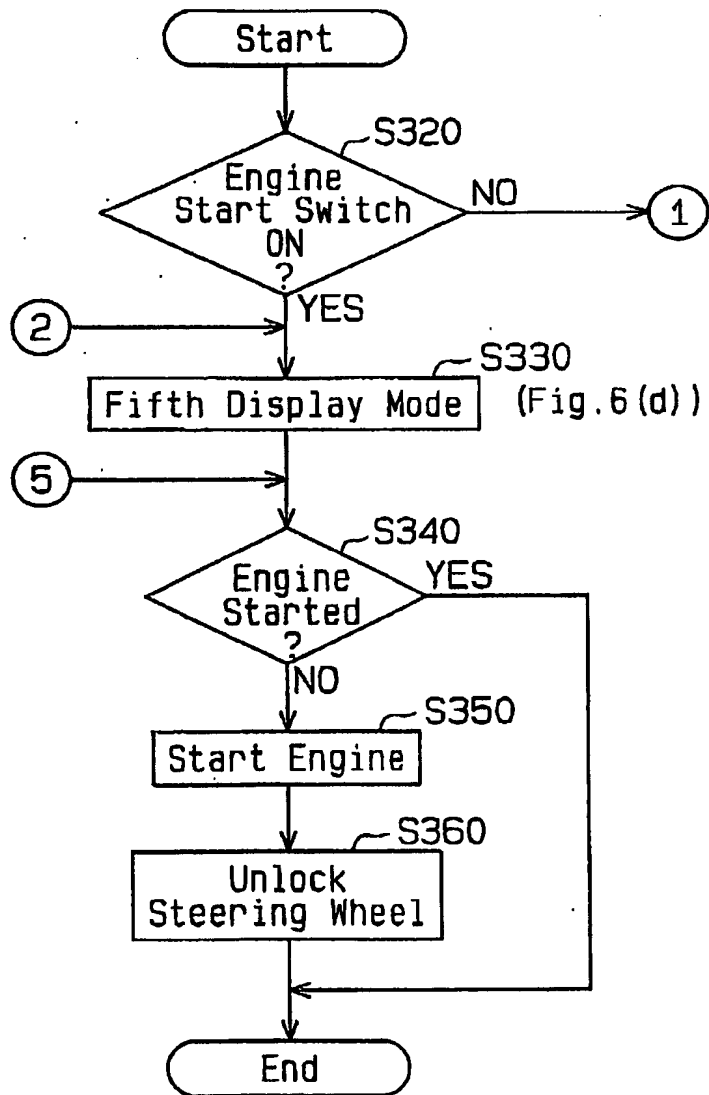 Start
S320
Engine
Start Switch
ON
?
NO
1
YES
2
S330
Fifth Display Mode
(Fig.6(d))
5
S340
Engine
Started
?
YES
NO
S350
Start Engine
S360
Unlock
Steering Wheel
End